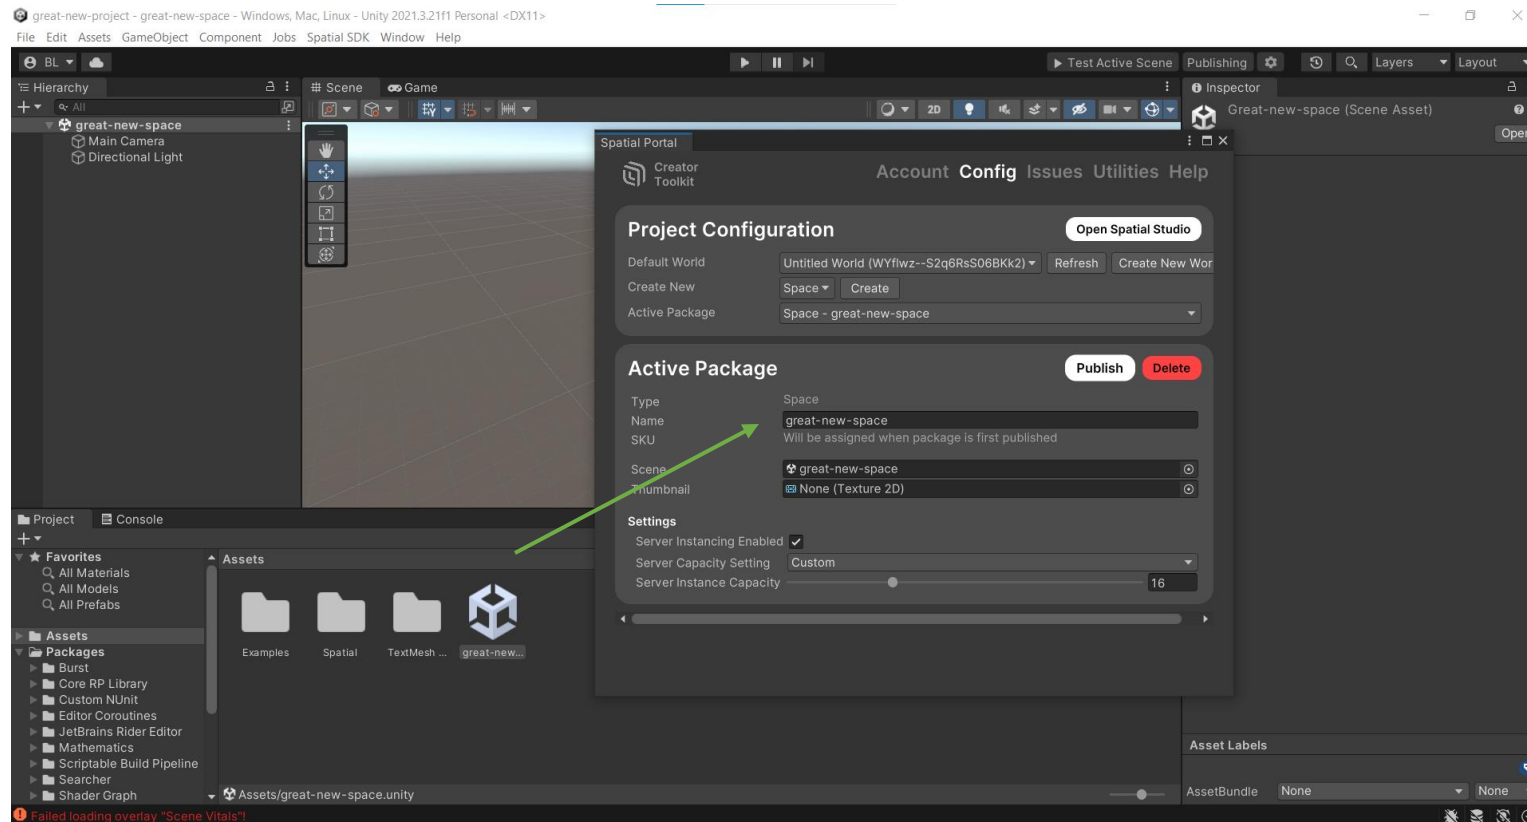 great-new-project - great-new-space - Windows, Mac, Linux - Unity 2021.3.21f1 Personal <DX11>
File Edit Assets GameObject Component Jobs Spatial SDK Window Help
BL
Test Active Scene Publishing Layers Layout
Hierarchy
All
great-new-space
Main Camera
Directional Light
Scene Game
2D
Inspector
Great-new-space (Scene Asset)
Open
Spatial Portal
Creator
Toolkit
Account Config Issues Utilities Help
Project Configuration
Open Spatial Studio
Default World Untitled World (WYflwz--S2q6RsS06BKk2) Refresh Create New Wor
Create New Space Create
Active Package Space - great-new-space
Active Package
Publish Delete
Type Space
Name great-new-space
SKU Will be assigned when package is first published
Scene great-new-space
Thumbnail None (Texture 2D)
Settings
Server Instancing Enabled
Server Capacity Setting Custom
Server Instance Capacity 16
Project Console
Favorites
All Materials
All Models
All Prefabs
Assets
Packages
Burst
Core RP Library
Custom NUnit
Editor Coroutines
JetBrains Rider Editor
Mathematics
Scriptable Build Pipeline
Searcher
Shader Graph
Assets
Examples Spatial TextMesh ... great-new...
Assets/great-new-space.unity
Asset Labels
AssetBundle None None
Failed loading overlay "Scene Vitals"!